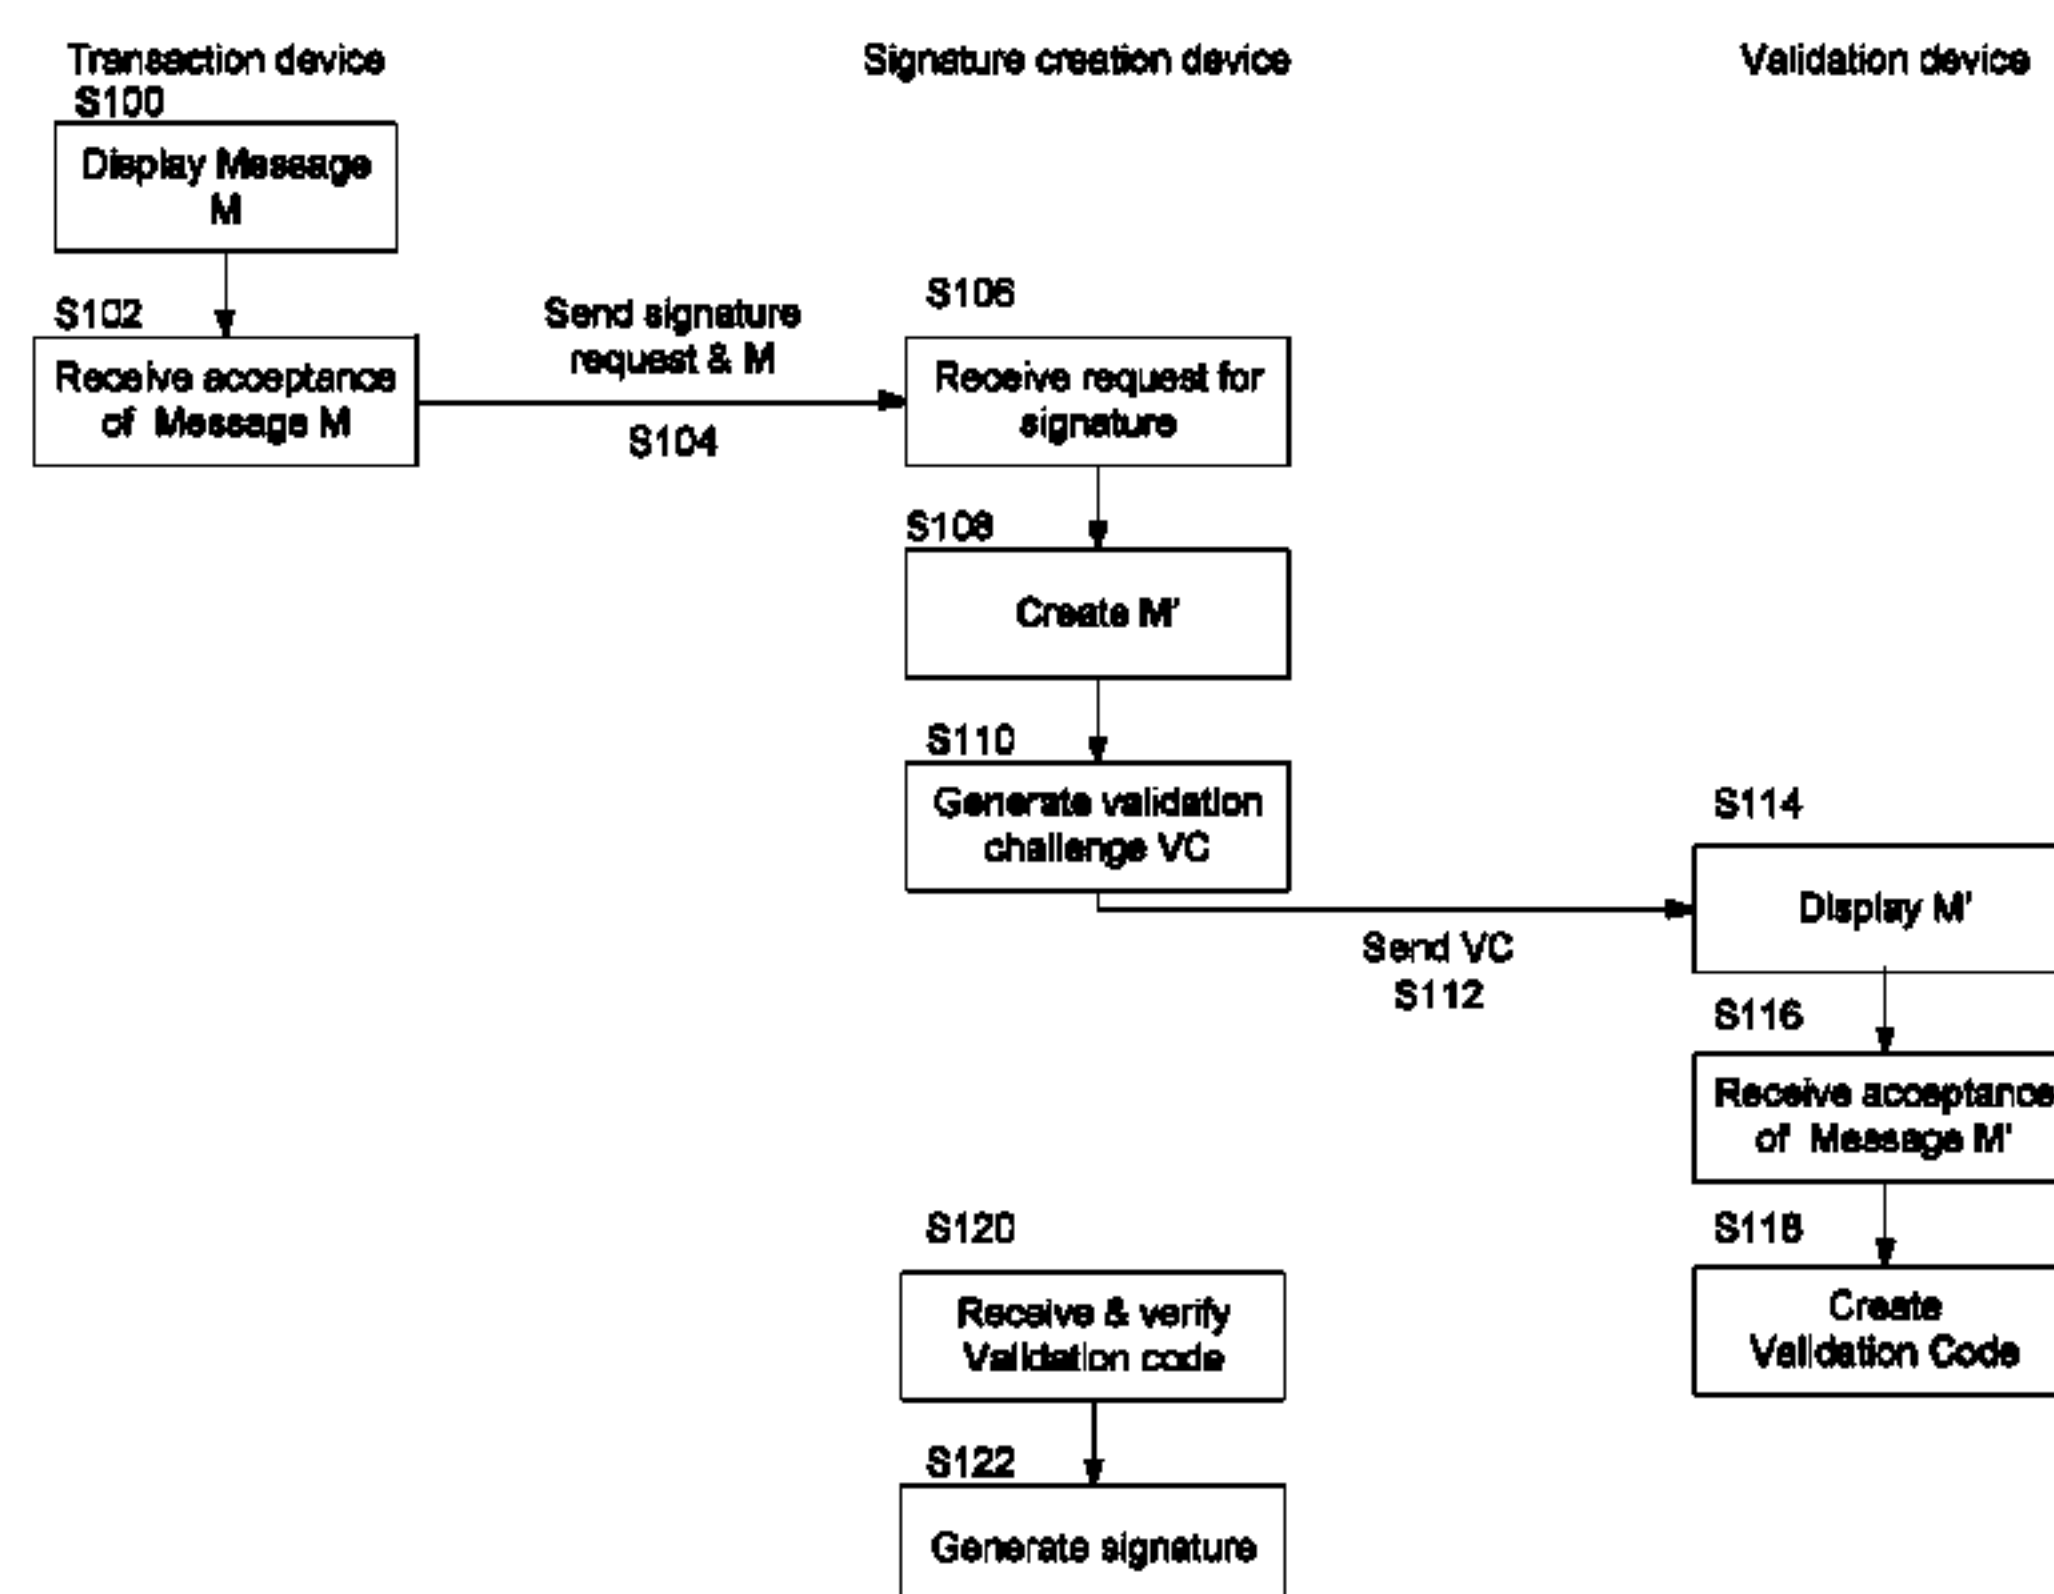 Transaction device
Signature creation device
Validation device
S100
Display Message
M
S102
Receive acceptance
of Message M
Send signature
request & M
S104
S106
Receive request for
signature
S108
Create M'
S110
Generate validation
challenge VC
Send VC
S112
S114
Display M'
S116
Receive acceptance
of Message M'
S118
Create
Validation Code
S120
Receive & verify
Validation code
S122
Generate signature